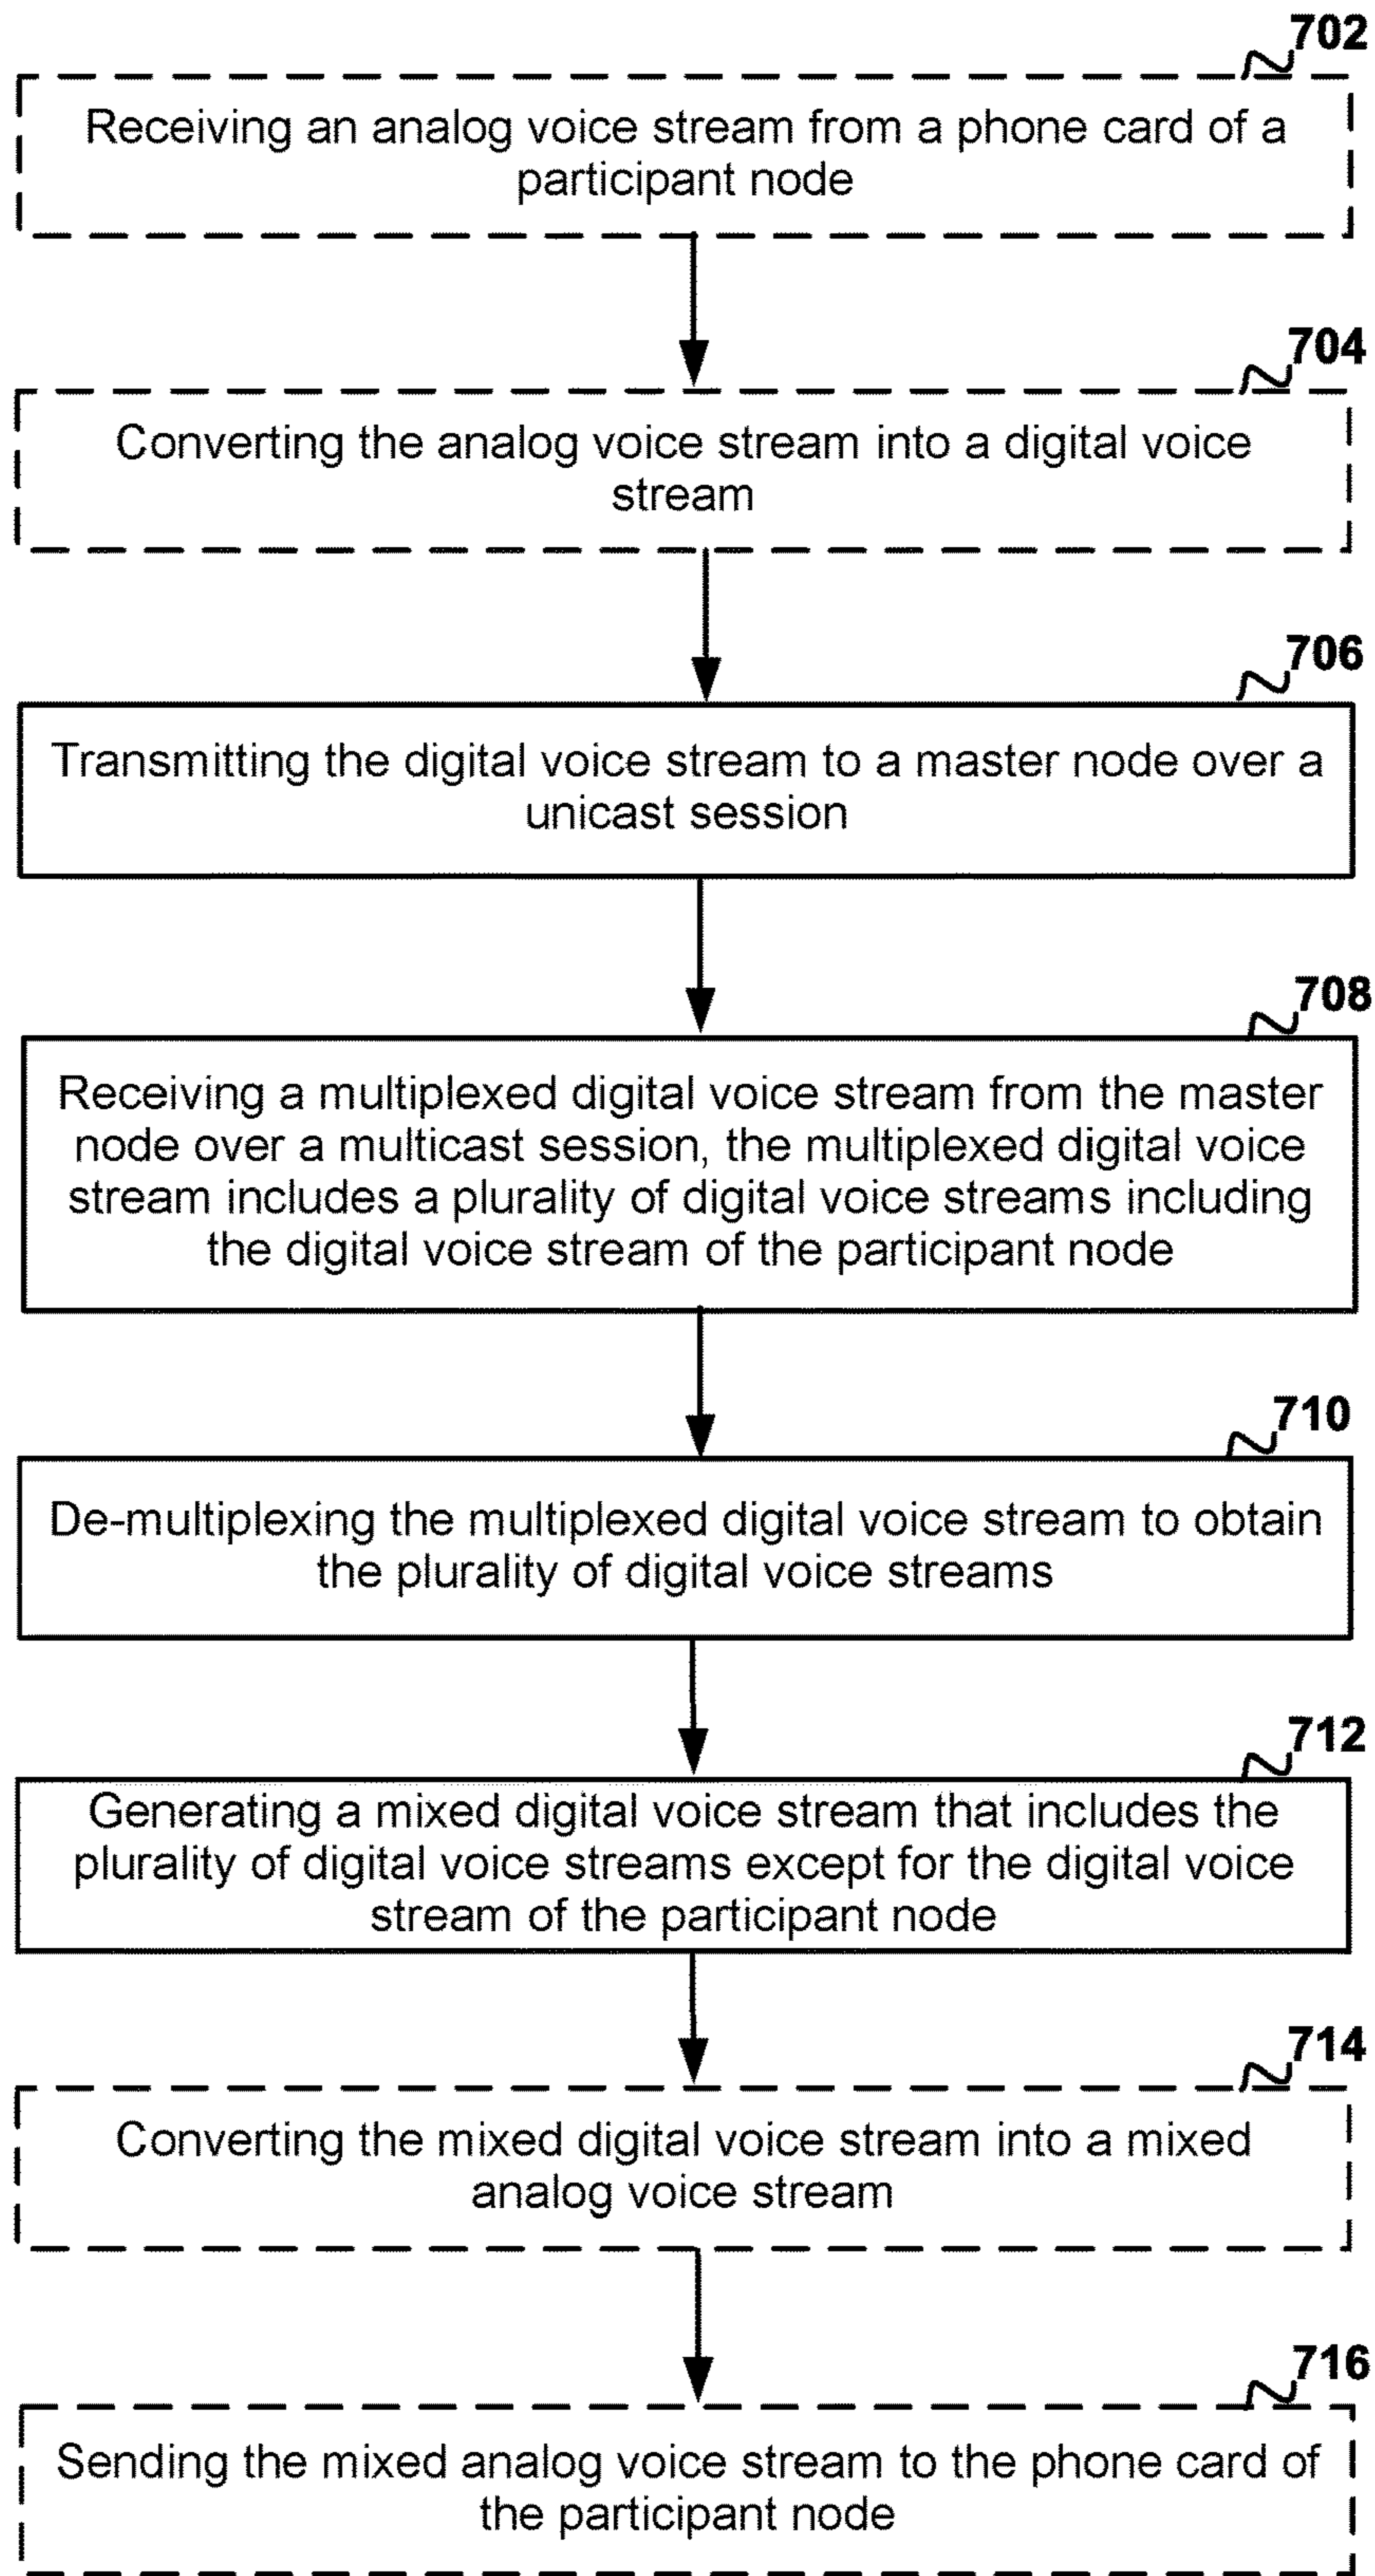 702
Receiving an analog voice stream from a phone card of a
participant node
704
Converting the analog voice stream into a digital voice
stream
706
Transmitting the digital voice stream to a master node over a
unicast session
708
Receiving a multiplexed digital voice stream from the master
node over a multicast session, the multiplexed digital voice
stream includes a plurality of digital voice streams including
the digital voice stream of the participant node
710
De-multiplexing the multiplexed digital voice stream to obtain
the plurality of digital voice streams
712
Generating a mixed digital voice stream that includes the
plurality of digital voice streams except for the digital voice
stream of the participant node
714
Converting the mixed digital voice stream into a mixed
analog voice stream
716
Sending the mixed analog voice stream to the phone card of
the participant node